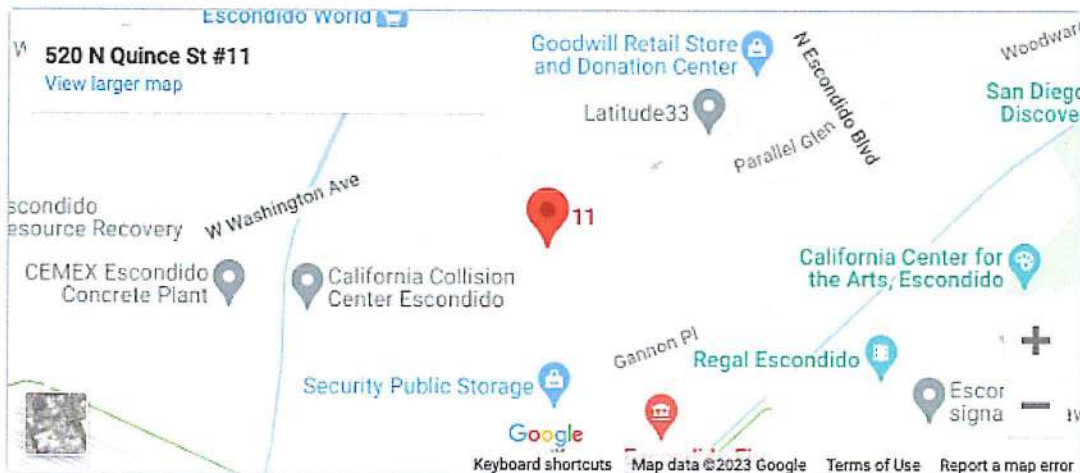 Escondido World
520 N Quince St #11
View larger map
Goodwill Retail Store
and Donation Center
N Escondido Blvd
San Diego
Discove
Latitude33
Parallel Glen
W Washington Ave
scondido
esource Recovery
11
CEMEX Escondido
Concrete Plant
California Collision
Center Escondido
California Center for
the Arts, Escondido
Gannon Pl
Regal Escondido
Security Public Storage
Escor
signa
Google
Keyboard shortcuts
Map data ©2023 Google
Terms of Use
Report a map error